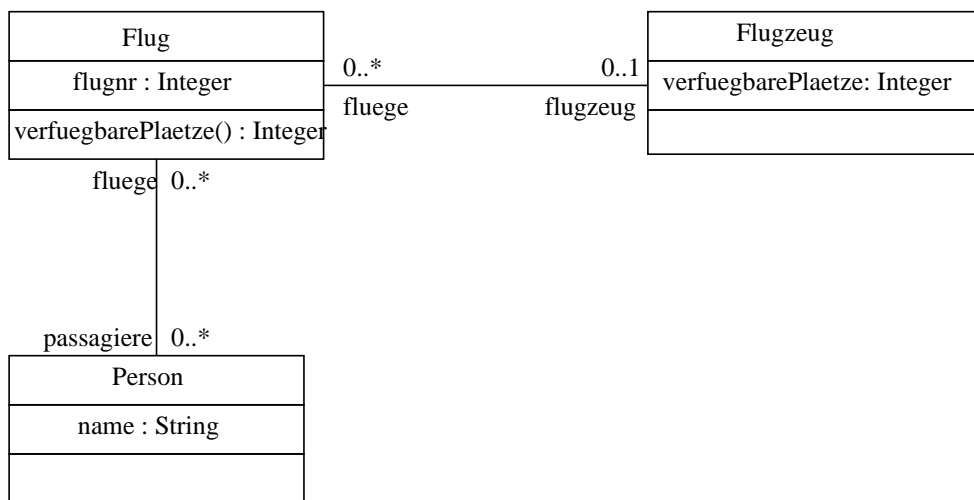 Flug
flugnr : Integer
verfuegbarePlaetze() : Integer
0..*
fluege
0..1
flugzeug
Flugzeug
verfuegbarePlaetze: Integer
fluege 0..*
passagiere 0..*
Person
name : String